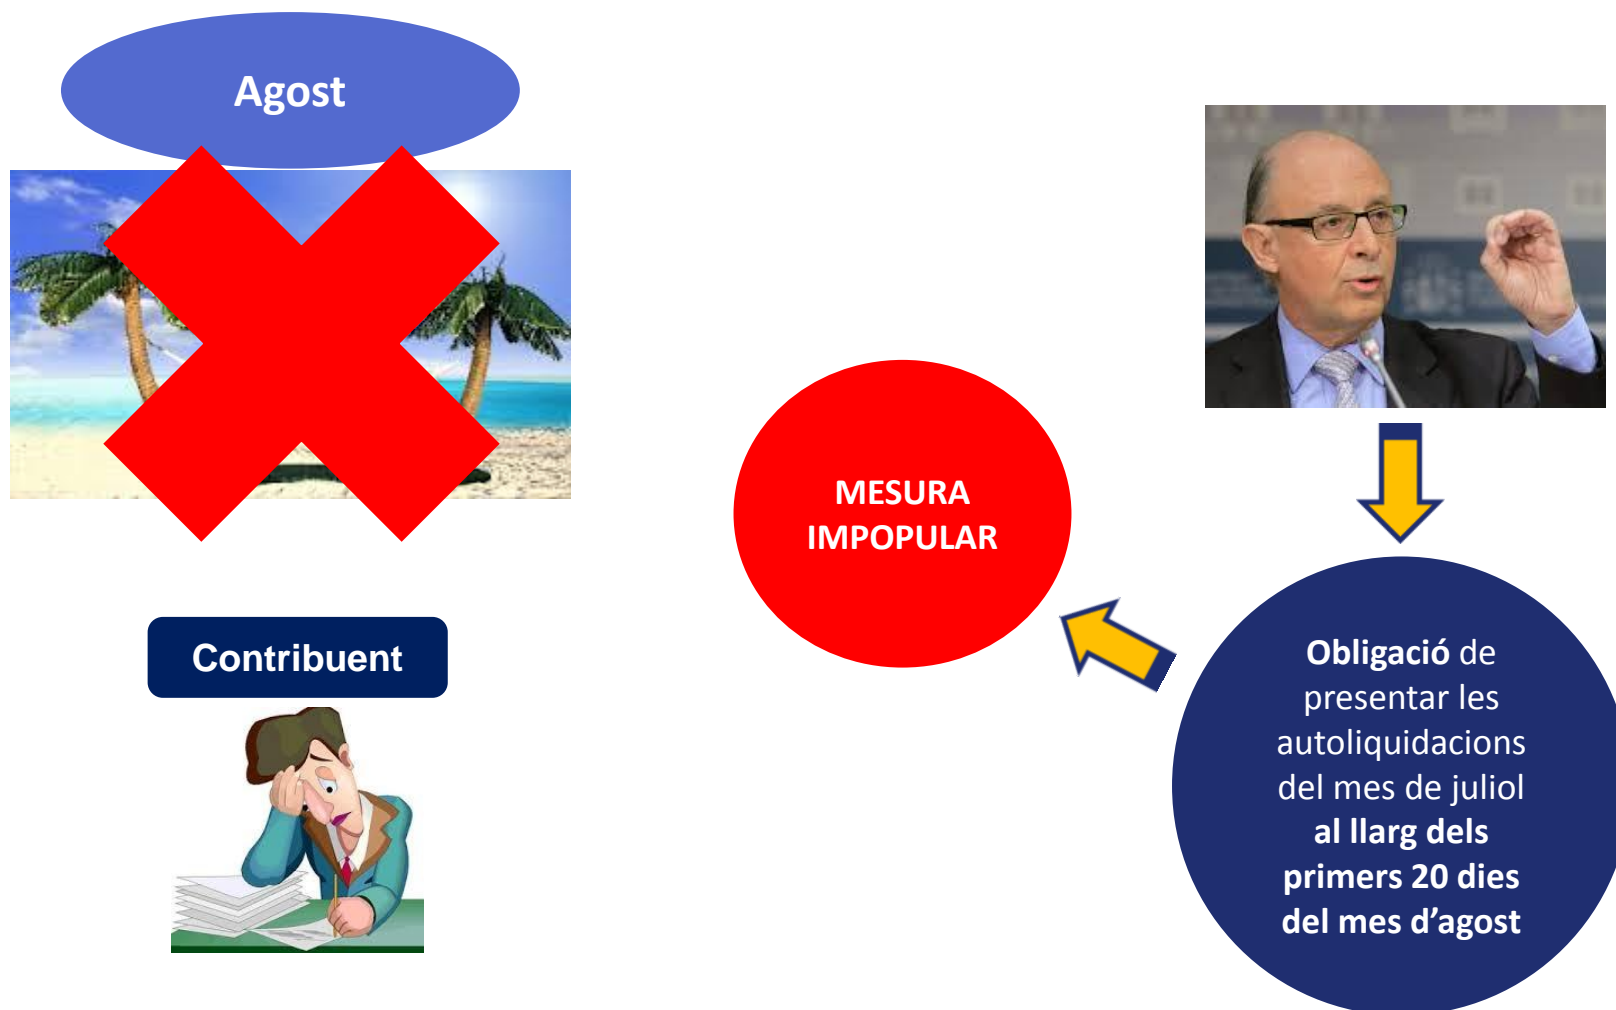 Agost
MESURA
IMPOPULAR
Contribuent
Obligació de
presentar les
autoliquidacions
del mes de juliol
al llarg dels
primers 20 dies
del mes d’agost